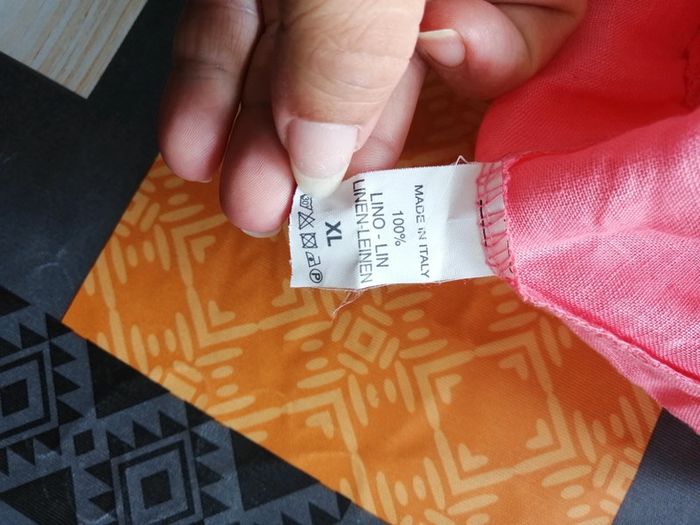 MADE IN ITALY
100%
LINO - LIN
LINEN-LEINEN
XL
P